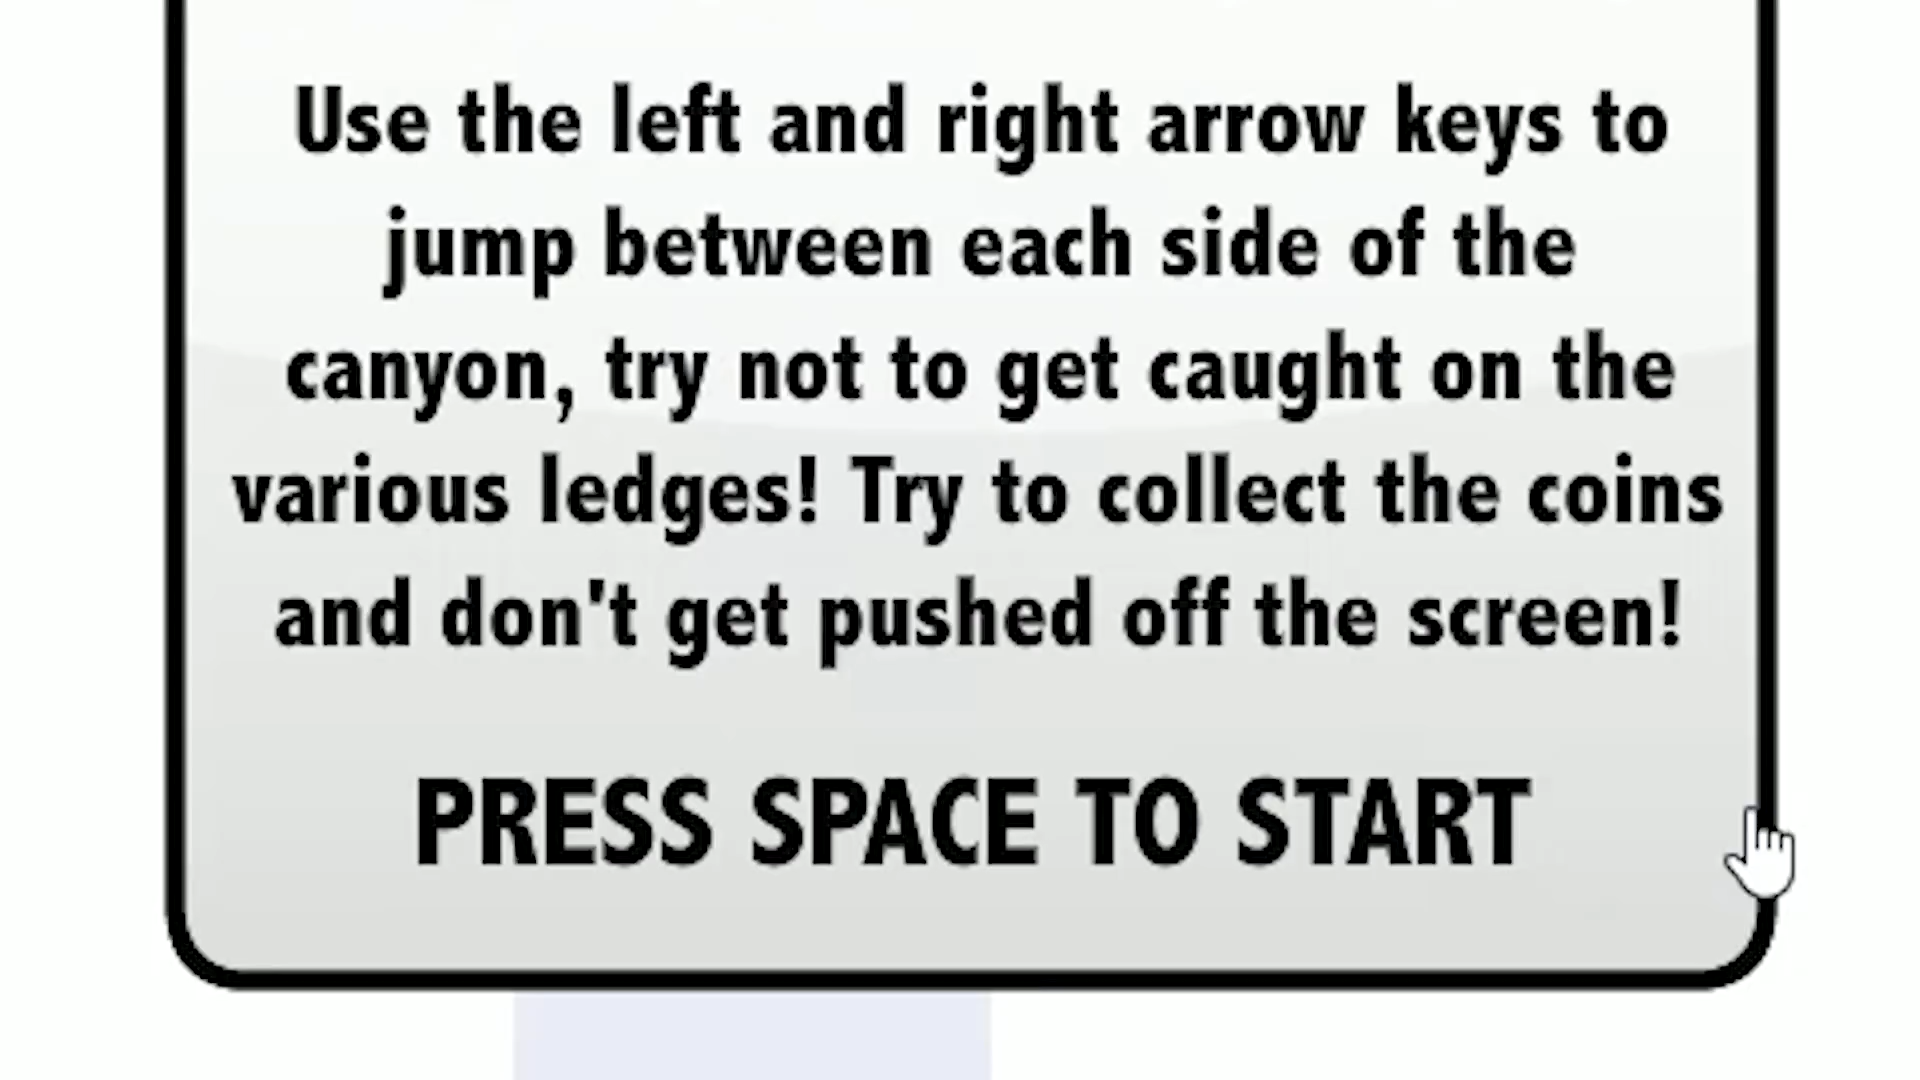 Use the left and right arrow keys to
jump between each side of the
canyon, try not to get caught on the
various ledges! Try to collect the coins
and don't get pushed off the screen!
PRESS SPACE TO START